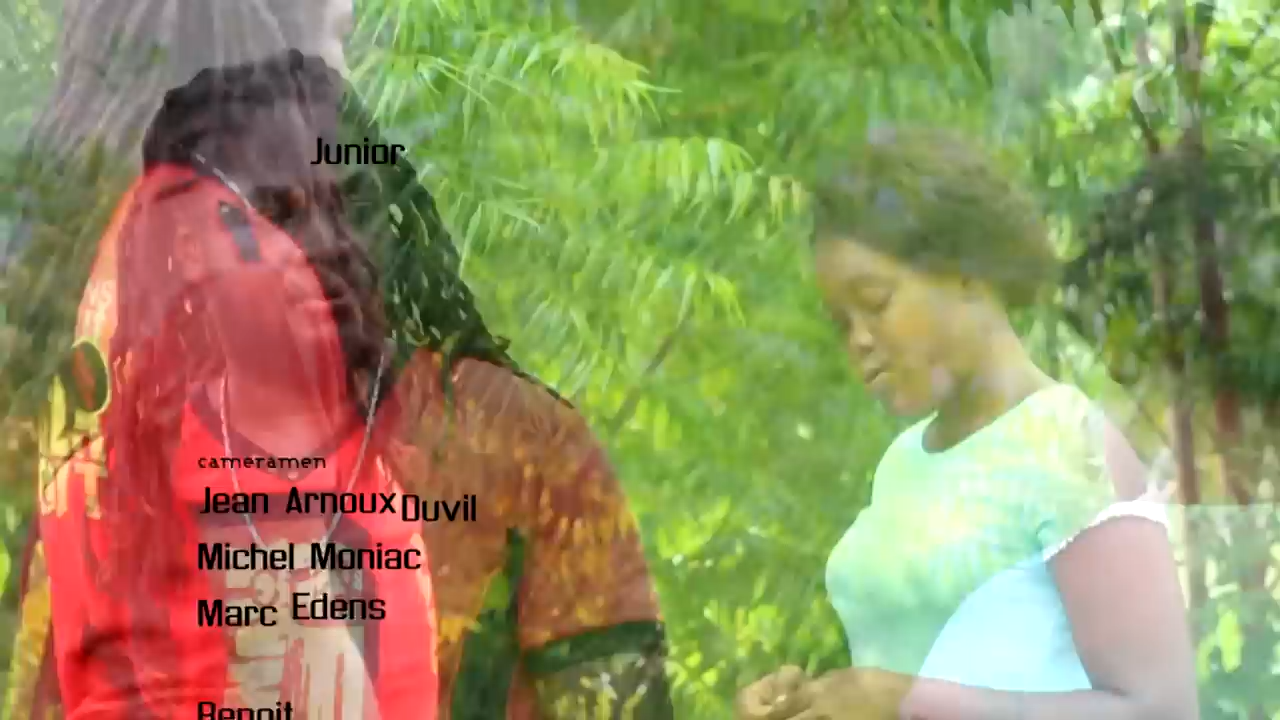 Junior
cameramen
Jean Arnoux Duvil
Michel Moniac
Marc Edens
Benoit